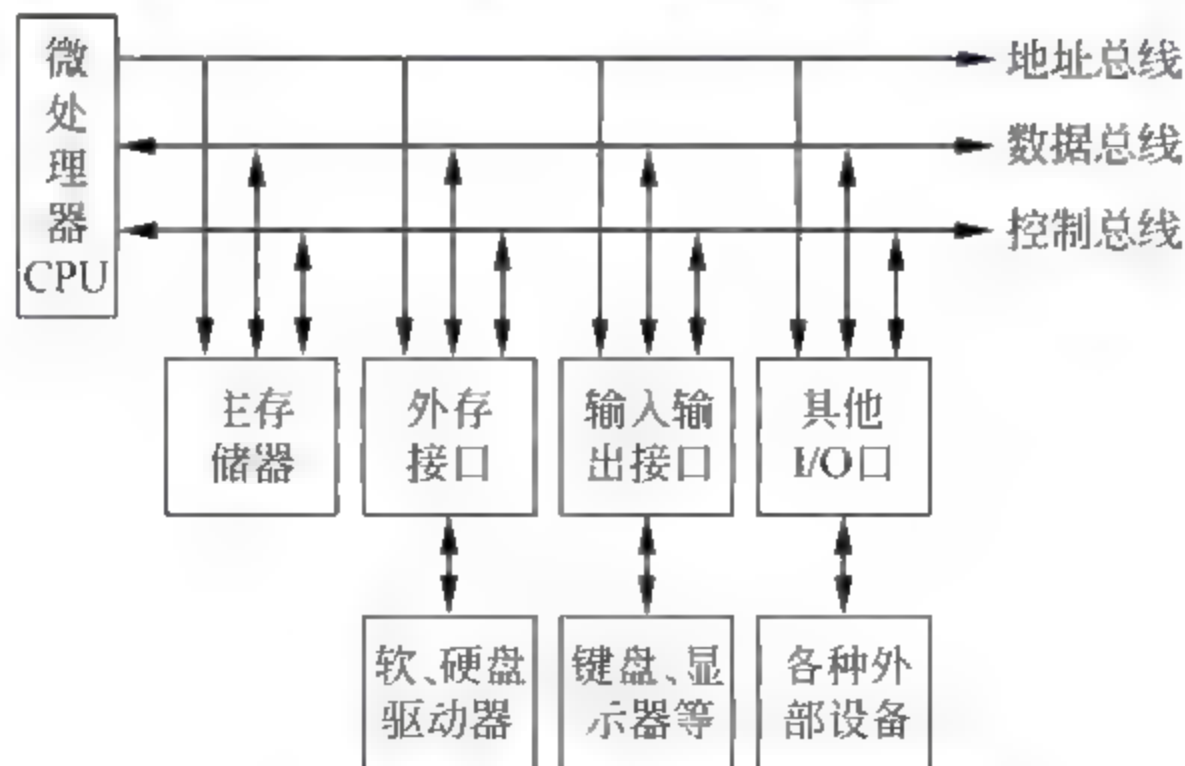 微
处
理
器
CPU
地址总线
数据总线
控制总线
主存
储器
外存
接口
输入输
出接口
其他
I/O口
软、硬盘
驱动器
键盘、显
示器等
各种外
部设备